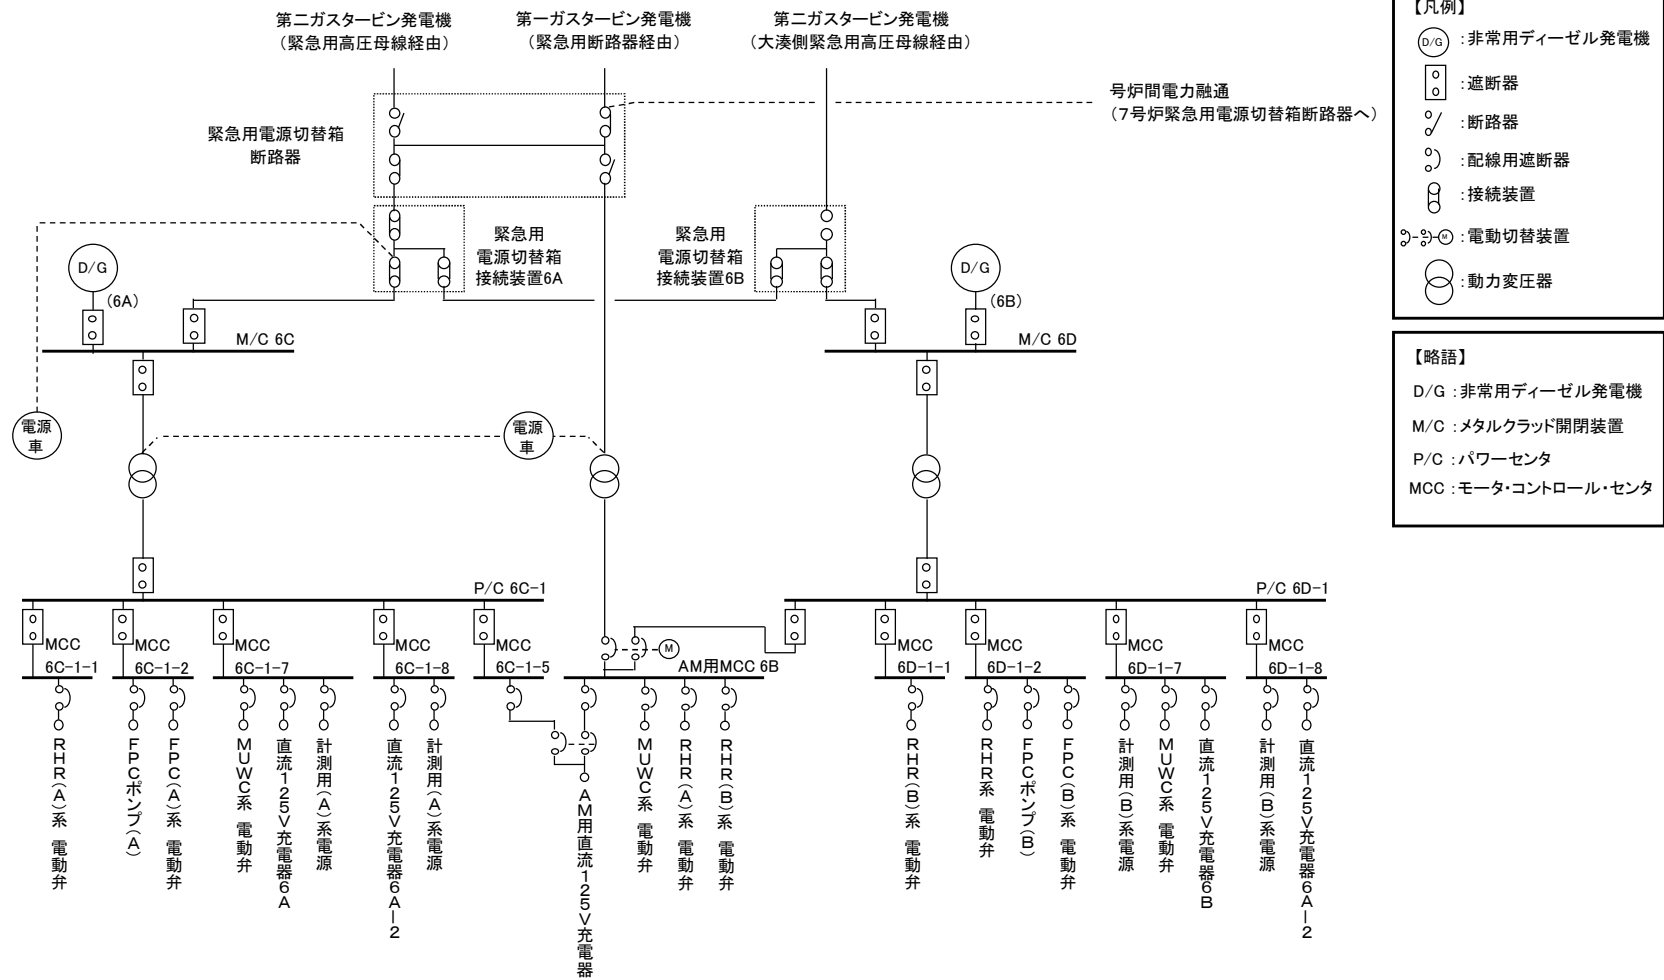 第二ガスタービン発電機
（緊急用高圧母線経由）
第一ガスタービン発電機
（緊急用断路器経由）
第二ガスタービン発電機
（大湊側緊急用高圧母線経由）
号炉間電力融通
（7号炉緊急用電源切替箱断路器へ）
緊急用電源切替箱
断路器
緊急用
電源切替箱
接続装置6A
緊急用
電源切替箱
接続装置6B
D/G
(6A)
D/G
(6B)
M/C 6C
M/C 6D
電源
車
電源
車
P/C 6C-1
P/C 6D-1
MCC
6C-1-1
MCC
6C-1-2
MCC
6C-1-7
MCC
6C-1-8
MCC
6C-1-5
M
AM用MCC 6B
MCC
6D-1-1
MCC
6D-1-2
MCC
6D-1-7
MCC
6D-1-8
RHR(A)系 電動弁
FPCポンプ(A)
FPC(A)系 電動弁
MUWC系 電動弁
直流125V充電器6A
計測用(A)系電源
直流125V充電器6A-2
計測用(A)系電源
AM用直流125V充電器
MUWC系 電動弁
RHR(A)系 電動弁
RHR(B)系 電動弁
RHR(B)系 電動弁
RHR系 電動弁
FPCポンプ(B)
FPC(B)系 電動弁
計測用(B)系電源
MUWC系 電動弁
直流125V充電器6B
計測用(B)系電源
直流125V充電器6A-2
【凡例】
D/G :非常用ディーゼル発電機
:遮断器
:断路器
:配線用遮断器
:接続装置
M :電動切替装置
:動力変圧器
【略語】
D/G :非常用ディーゼル発電機
M/C :メタルクラッド開閉装置
P/C :パワーセンタ
MCC :モータ・コントロール・センタ